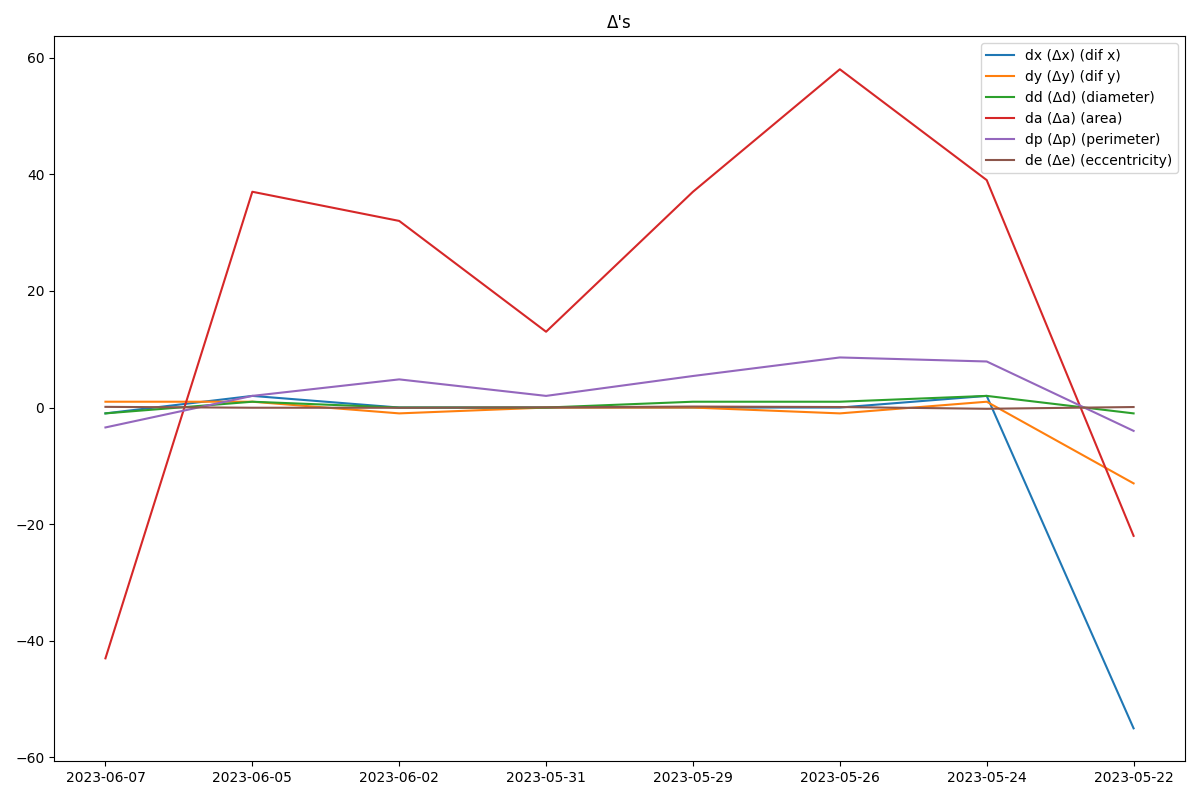 Δ's
dx (Δx) (dif x)
dy (Δy) (dif y)
dd (Δd) (diameter)
da (Δa) (area)
dp (Δp) (perimeter)
de (Δe) (eccentricity)
60
40
20
0
−20
−40
−60
2023-06-07 2023-06-05 2023-06-02 2023-05-31 2023-05-29 2023-05-26 2023-05-24 2023-05-22